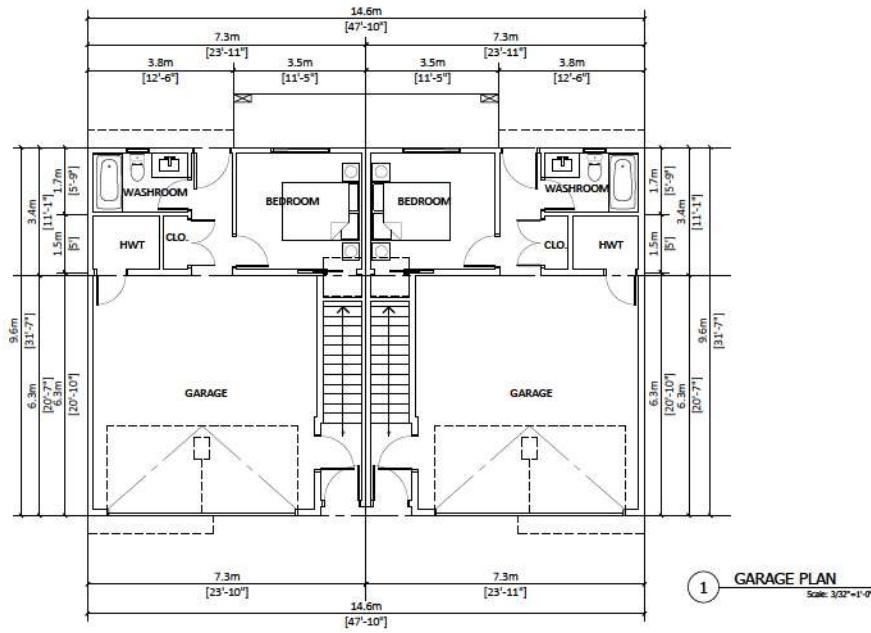 14.6m
[47'-10"]
7.3m
[23'-11"]
7.3m
[23'-11"]
3.8m
[12'-6"]
3.5m
[11'-5"]
3.5m
[11'-5"]
3.8m
[12'-6"]
9.6m
[31'-7"]
3.4m
[11'-1"]
1.7m
[5'-9"]
1.5m
[5']
6.3m
[20'-7"]
6.3m
[20'-10"]
WASHROOM
BEDROOM
BEDROOM
WASHROOM
HWT
CLO.
CLO.
HWT
GARAGE
GARAGE
1.7m
[5'-9"]
1.5m
[5']
3.4m
[11'-1"]
9.6m
[31'-7"]
6.3m
[20'-10"]
6.3m
[20'-7"]
7.3m
[23'-10"]
7.3m
[23'-11"]
14.6m
[47'-10"]
1
GARAGE PLAN
Scale: 3/32"=1'-0"